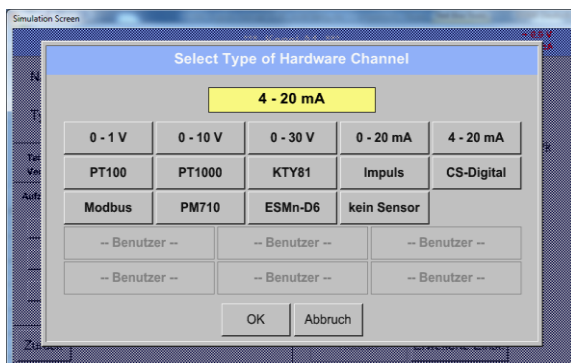 Simulation Screen
Select Type of Hardware Channel
4 - 20 mA
0 - 1 V 0 - 10 V 0 - 30 V 0 - 20 mA 4 - 20 mA
PT100 PT1000 KTY81 Impuls CS-Digital
Modbus PM710 ESMn-D6 kein Sensor
-- Benutzer -- -- Benutzer -- -- Benutzer --
-- Benutzer -- -- Benutzer -- -- Benutzer --
OK Abbruch